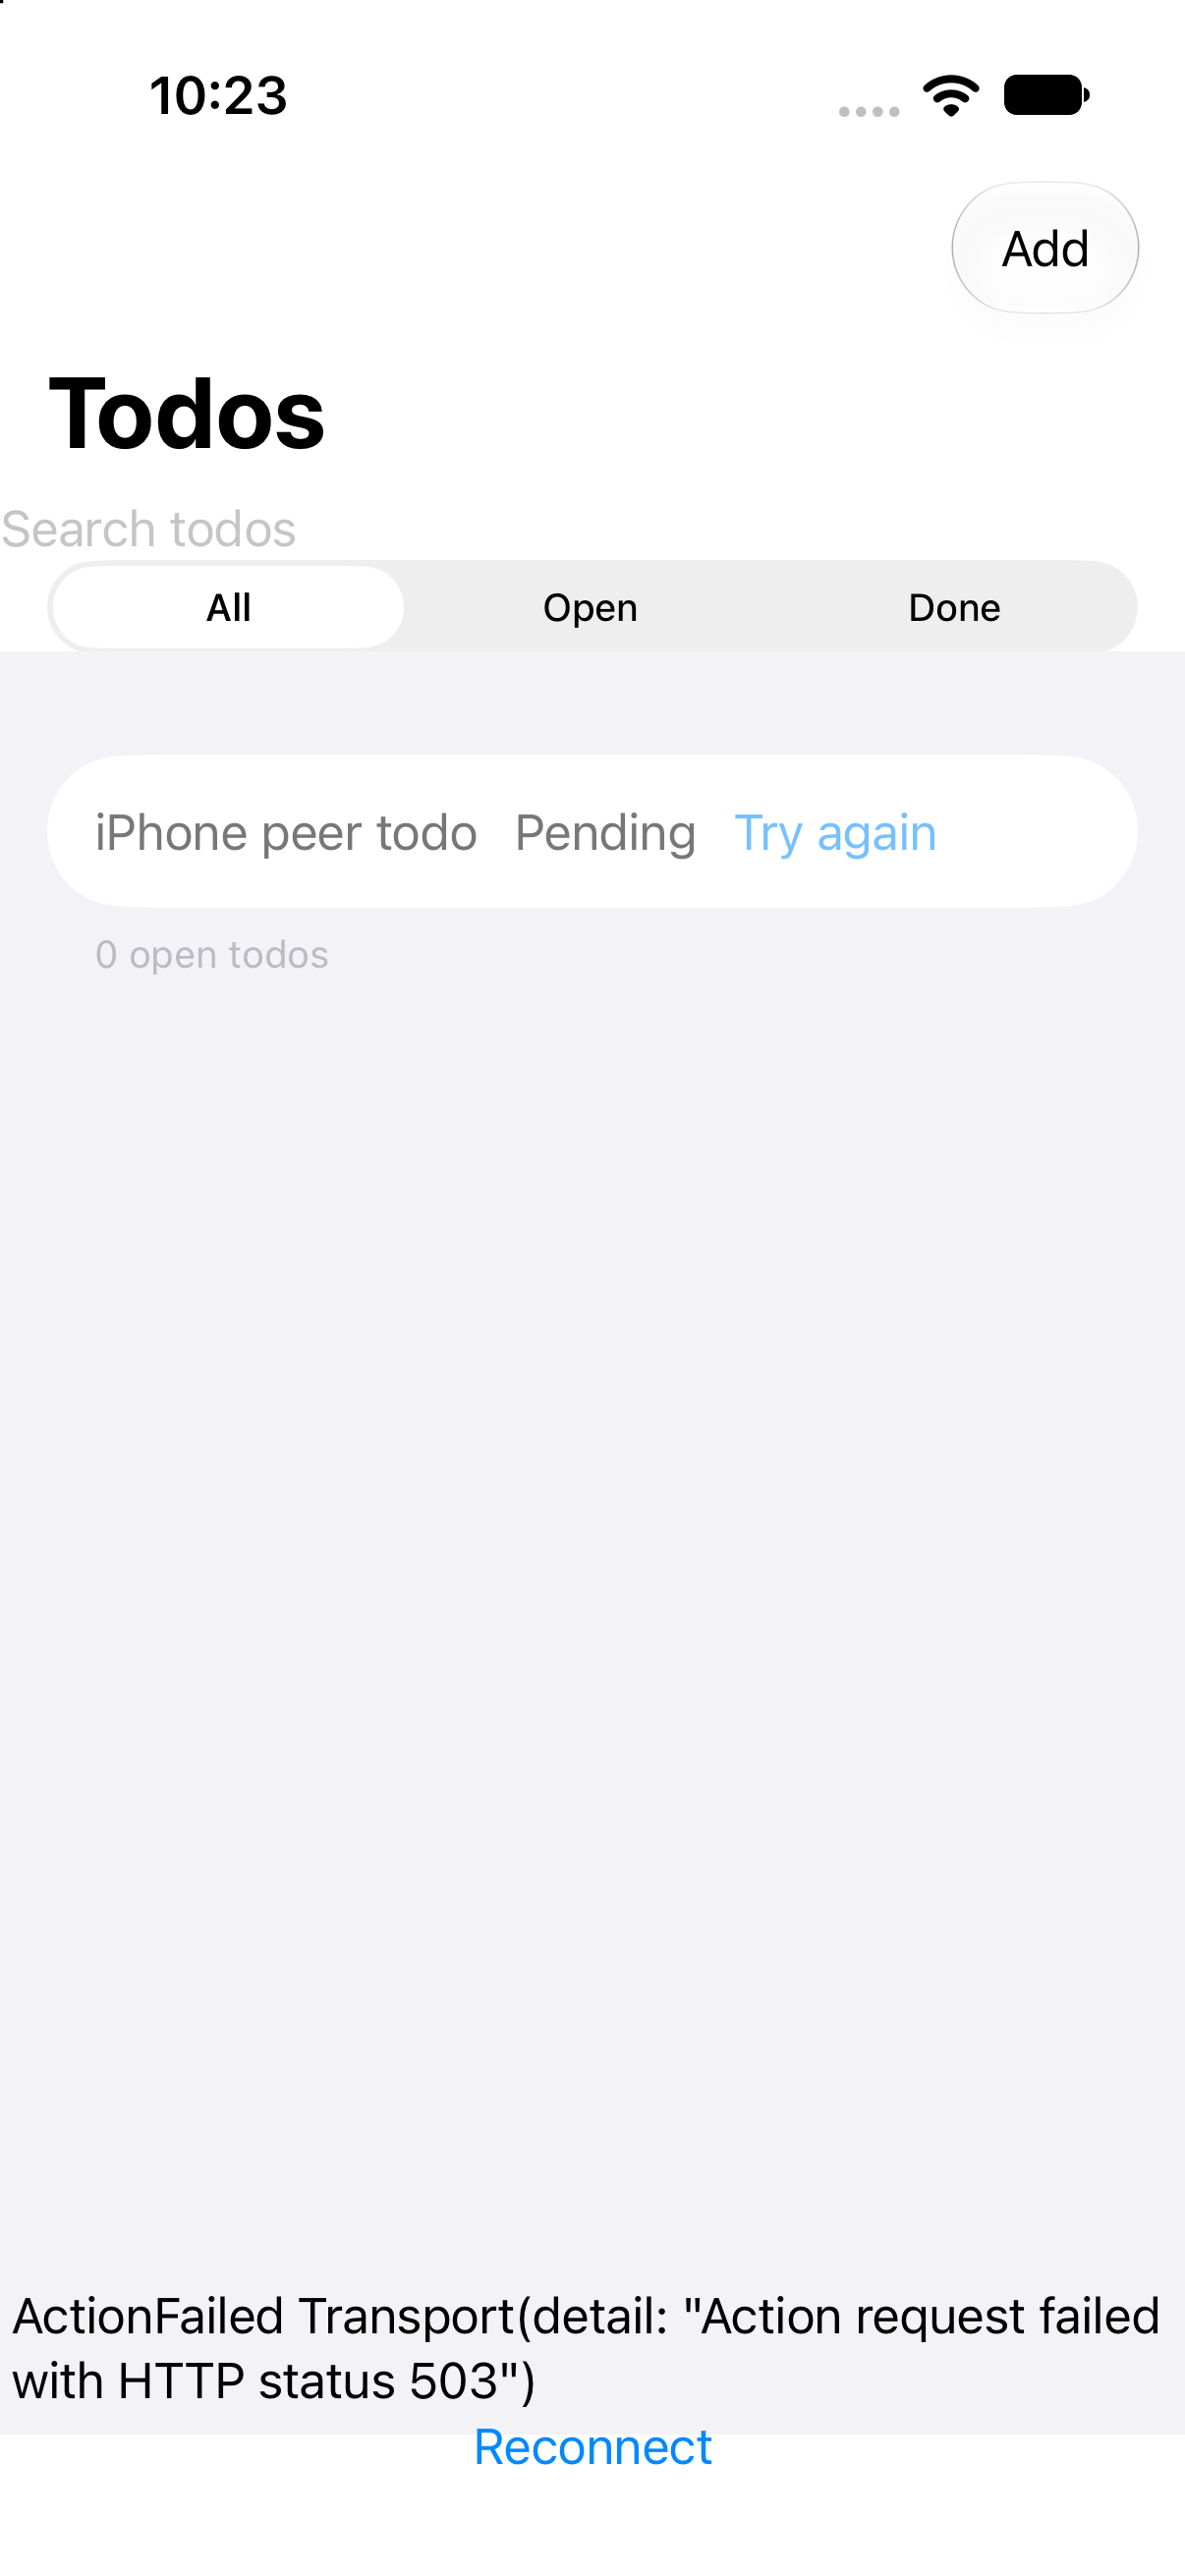 10:23
Add
Todos
Search todos
All Open Done
iPhone peer todo Pending Try again
0 open todos
ActionFailed Transport(detail: "Action request failed
with HTTP status 503")
Reconnect